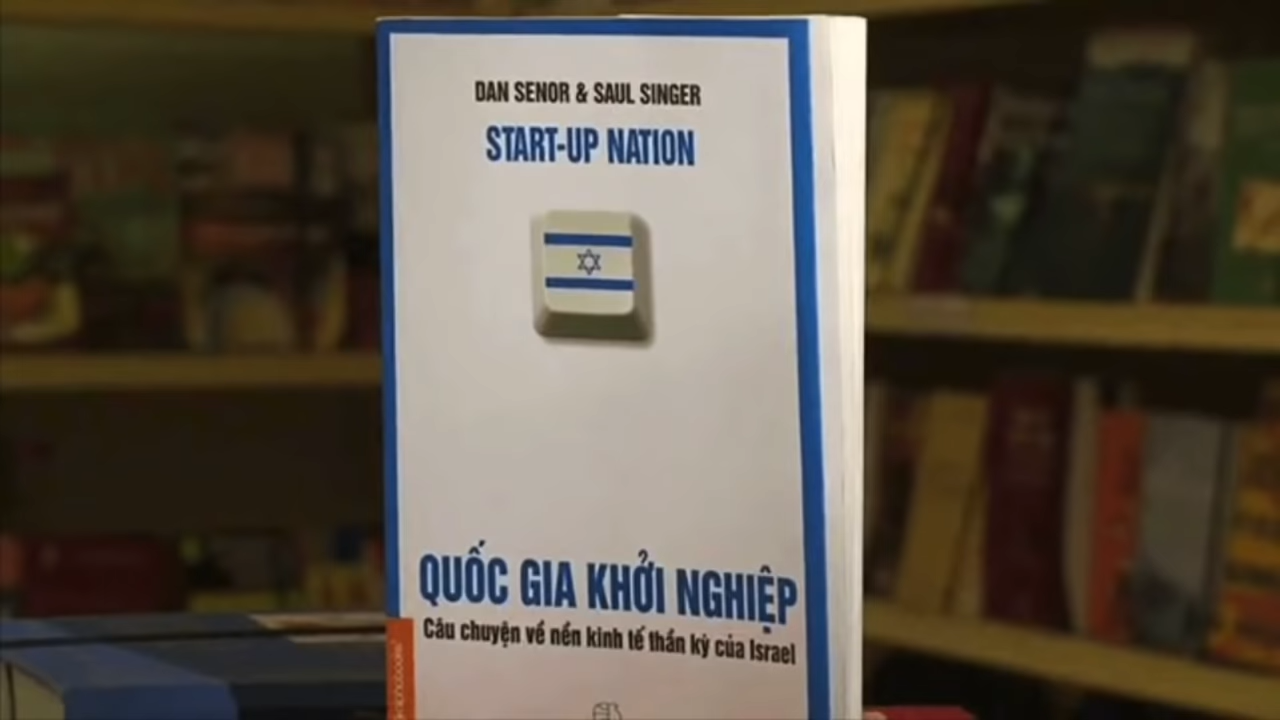 DAN SENOR & SAUL SINGER
START-UP NATION
QUỐC GIA KHỞI NGHIỆP
Câu chuyện về nền kinh tế thần kỳ của Israel